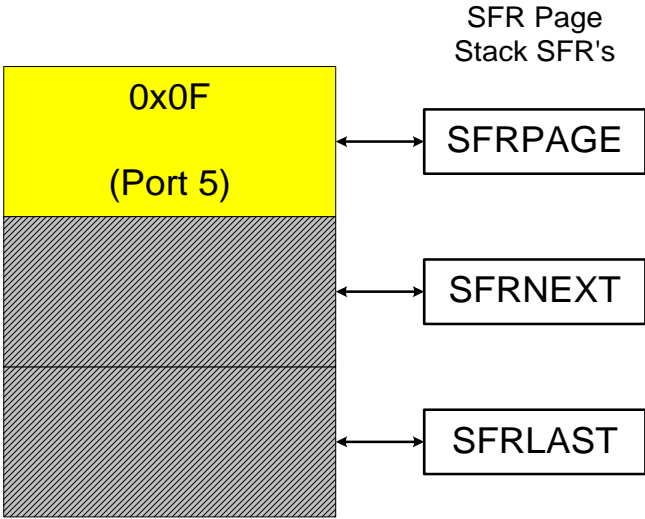 SFR Page
Stack SFR's
0x0F
(Port 5)
SFRPAGE
SFRNEXT
SFRLAST